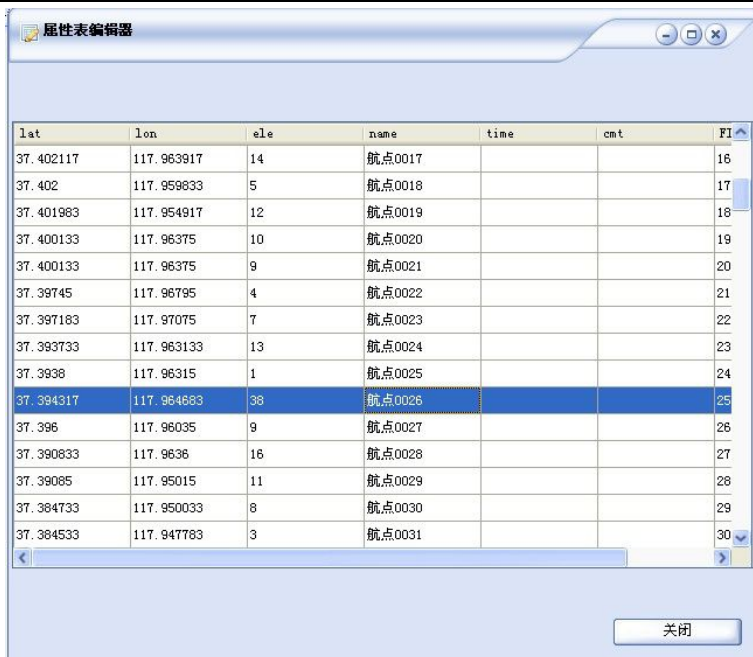 属性表编辑器
lat lon ele name time cmt FI
37.402117 117.963917 14 航点0017 16
37.402 117.959833 5 航点0018 17
37.401983 117.954917 12 航点0019 18
37.400133 117.96375 10 航点0020 19
37.400133 117.96375 9 航点0021 20
37.39745 117.96795 4 航点0022 21
37.397183 117.97075 7 航点0023 22
37.393733 117.963133 13 航点0024 23
37.3938 117.96315 1 航点0025 24
37.394317 117.964683 38 航点0026 25
37.396 117.96035 9 航点0027 26
37.390833 117.9636 16 航点0028 27
37.39085 117.95015 11 航点0029 28
37.384733 117.950033 8 航点0030 29
37.384533 117.947783 3 航点0031 30
关闭